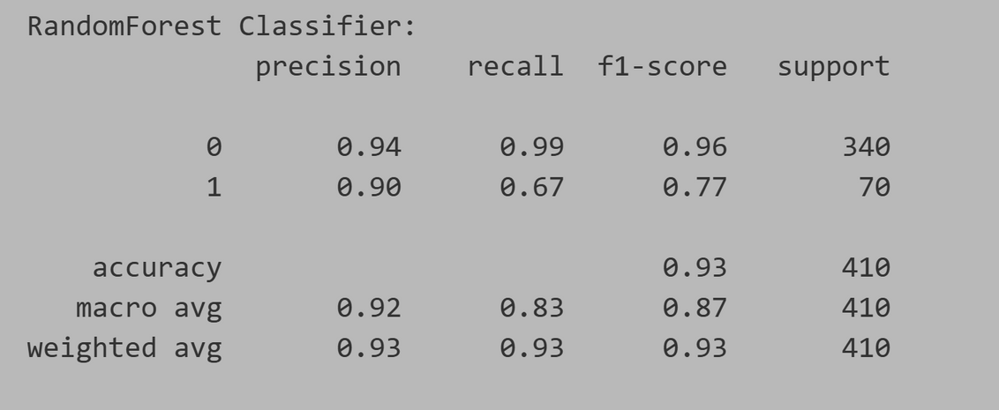 RandomForest Classifier:
precision recall f1-score support
0 0.94 0.99 0.96 340
1 0.90 0.67 0.77 70
accuracy 0.93 410
macro avg 0.92 0.83 0.87 410
weighted avg 0.93 0.93 0.93 410